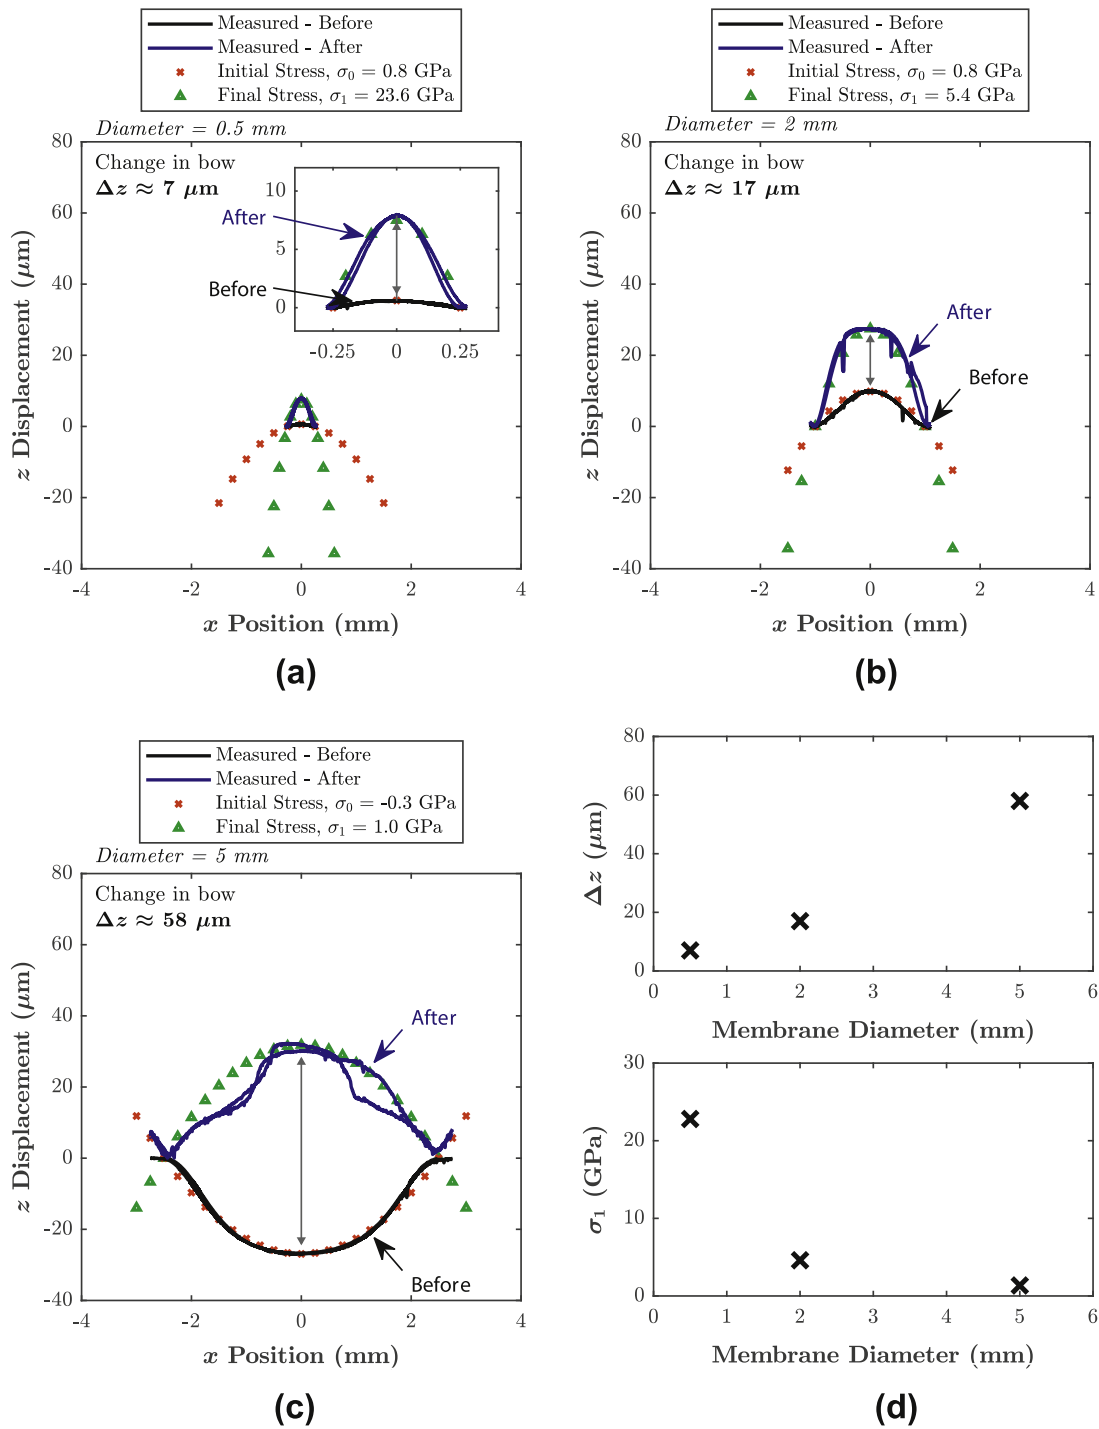 Measured - Before
Measured - After
Initial Stress, σ₀ = 0.8 GPa
Final Stress, σ₁ = 23.6 GPa
Diameter = 0.5 mm
Change in bow
Δz ≈ 7 μm
80
60
40
20
0
-20
-40
z Displacement (μm)
10
5
0
-0.25
0
0.25
After
Before
-4
-2
0
2
4
x Position (mm)
(a)
Measured - Before
Measured - After
Initial Stress, σ₀ = 0.8 GPa
Final Stress, σ₁ = 5.4 GPa
Diameter = 2 mm
Change in bow
Δz ≈ 17 μm
80
60
40
20
0
-20
-40
z Displacement (μm)
After
Before
-4
-2
0
2
4
x Position (mm)
(b)
Measured - Before
Measured - After
Initial Stress, σ₀ = -0.3 GPa
Final Stress, σ₁ = 1.0 GPa
Diameter = 5 mm
Change in bow
Δz ≈ 58 μm
80
60
40
20
0
-20
-40
z Displacement (μm)
After
Before
-4
-2
0
2
4
x Position (mm)
(c)
80
60
40
20
0
Δz (μm)
0
1
2
3
4
5
6
Membrane Diameter (mm)
30
20
10
0
σ₁ (GPa)
0
1
2
3
4
5
6
Membrane Diameter (mm)
(d)